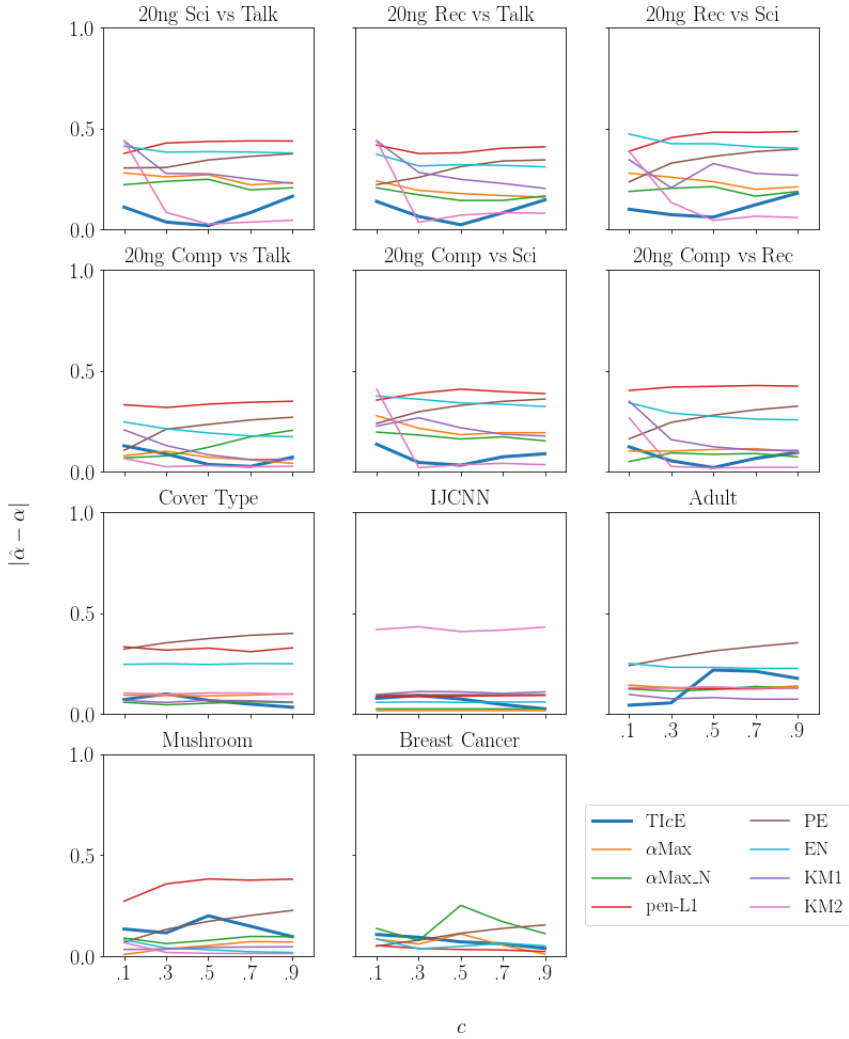 20ng Sci vs Talk
20ng Rec vs Talk
20ng Rec vs Sci
1.0
0.5
0.0
20ng Comp vs Talk
20ng Comp vs Sci
20ng Comp vs Rec
1.0
0.5
0.0
Cover Type
IJCNN
Adult
1.0
0.5
0.0
.1 .3 .5 .7 .9
|α̂ − α|
Mushroom
Breast Cancer
1.0
0.5
0.0
.1 .3 .5 .7 .9
.1 .3 .5 .7 .9
TIcE
αMax
αMax_N
pen-L1
PE
EN
KM1
KM2
c